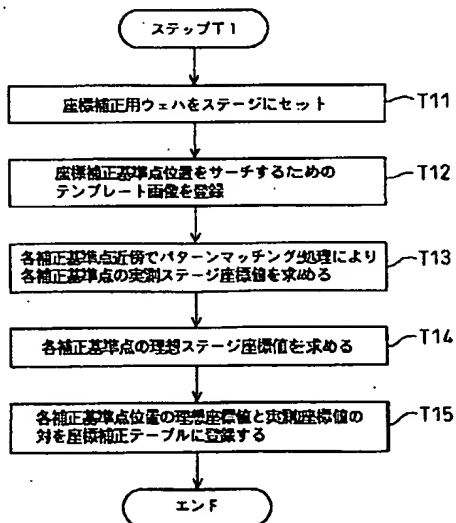 ステップT1
座標補正用ウェハをステージにセット
T11
座標補正基準点位置をサーチするための
テンプレート画像を登録
T12
各補正基準点近傍でパターンマッチング処理により
各補正基準点の実測ステージ座標値を求める
T13
各補正基準点の理想ステージ座標値を求める
T14
各補正基準点位置の理想座標値と実測座標値の
対を座標補正テーブルに登録する
T15
エンド